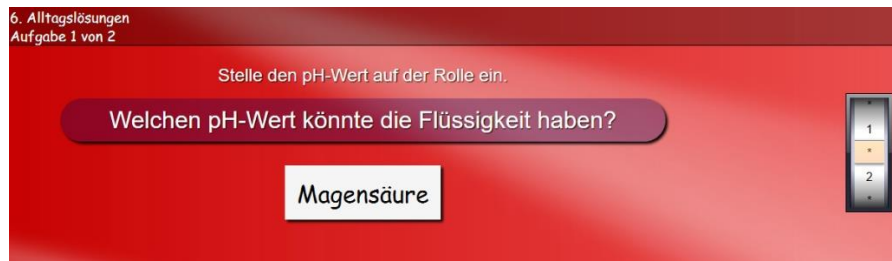 6. Alltagslösungen
Aufgabe 1 von 2
Stelle den pH-Wert auf der Rolle ein.
Welchen pH-Wert könnte die Flüssigkeit haben?
Magensäure
*
1
*
2
*